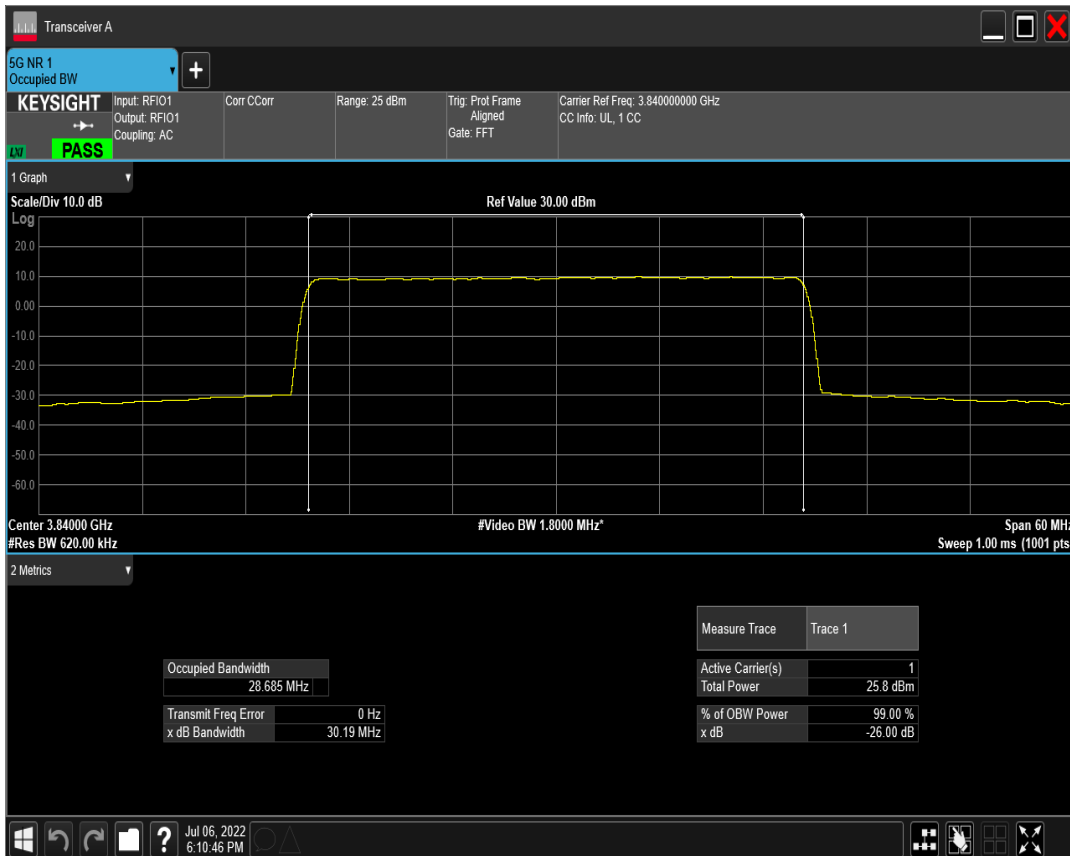 Transceiver A
5G NR 1
Occupied BW
+
KEYSIGHT
LXI
PASS
Input: RFIO1
Output: RFIO1
Coupling: AC
Corr CCorr
Range: 25 dBm
Trig: Prot Frame
Aligned
Gate: FFT
Carrier Ref Freq: 3.840000000 GHz
CC Info: UL, 1 CC
1 Graph
Scale/Div 10.0 dB
Ref Value 30.00 dBm
Log
20.0
10.0
0.00
-10.0
-20.0
-30.0
-40.0
-50.0
-60.0
Center 3.84000 GHz
#Video BW 1.8000 MHz*
Span 60 MHz
#Res BW 620.00 kHz
Sweep 1.00 ms (1001 pts
2 Metrics
Measure Trace Trace 1
Occupied Bandwidth
28.685 MHz
Active Carrier(s) 1
Total Power 25.8 dBm
Transmit Freq Error 0 Hz
x dB Bandwidth 30.19 MHz
% of OBW Power 99.00 %
x dB -26.00 dB
?
Jul 06, 2022
6:10:46 PM